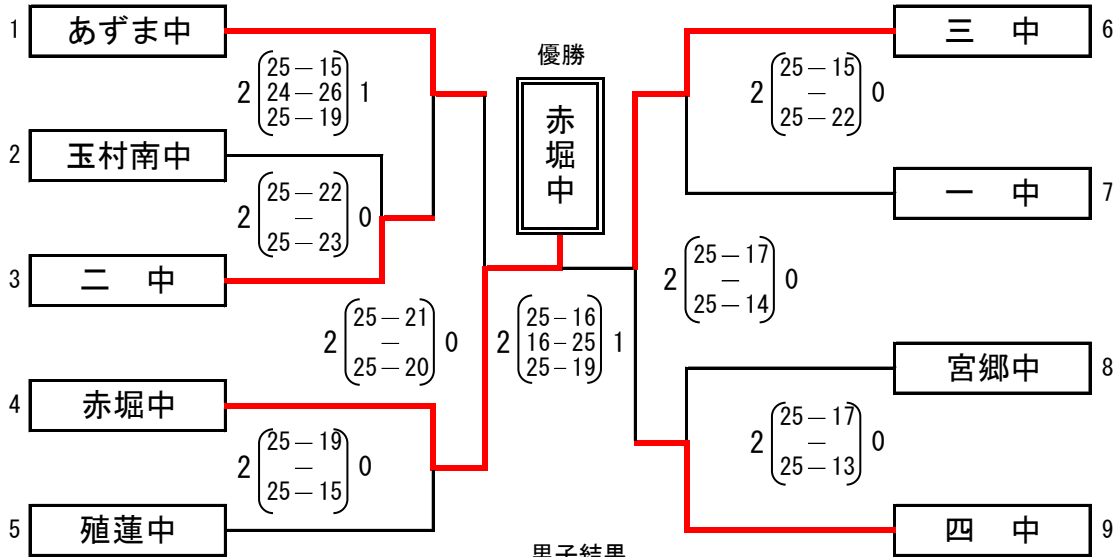 1 あずま中
2 25-15 1
24-26
25-19
2 玉村南中
2 25-22 0
-
25-23
3 二 中
2 25-21 0
-
25-20
4 赤堀中
2 25-19 0
-
25-15
5 殖蓮中
優勝
赤堀中
2 25-16 1
16-25
25-19
三 中 6
2 25-15 0
-
25-22
一 中 7
2 25-17 0
-
25-14
宮郷中 8
2 25-17 0
-
25-13
四 中 9